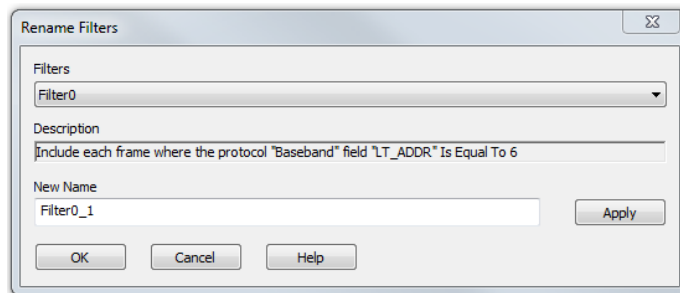 Rename Filters
Filters
Filter0
Description
Include each frame where the protocol "Baseband" field "LT_ADDR" Is Equal To 6
New Name
Filter0_1
Apply
OK Cancel Help